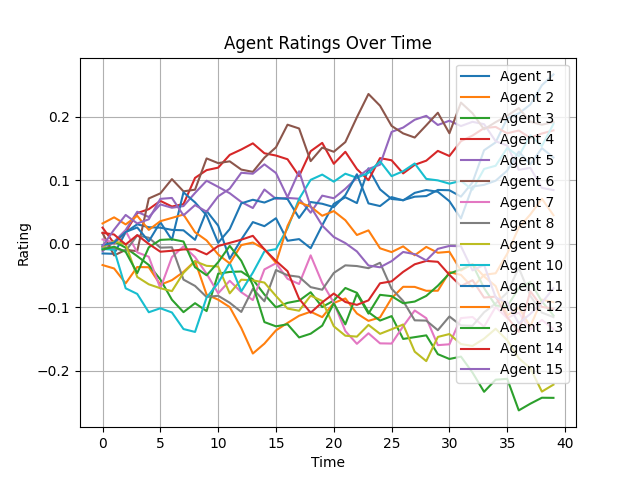 Agent Ratings Over Time
Rating
0.2
0.1
0.0
−0.1
−0.2
0
5
10
15
20
25
30
35
40
Time
Agent 1
Agent 2
Agent 3
Agent 4
Agent 5
Agent 6
Agent 7
Agent 8
Agent 9
Agent 10
Agent 11
Agent 12
Agent 13
Agent 14
Agent 15